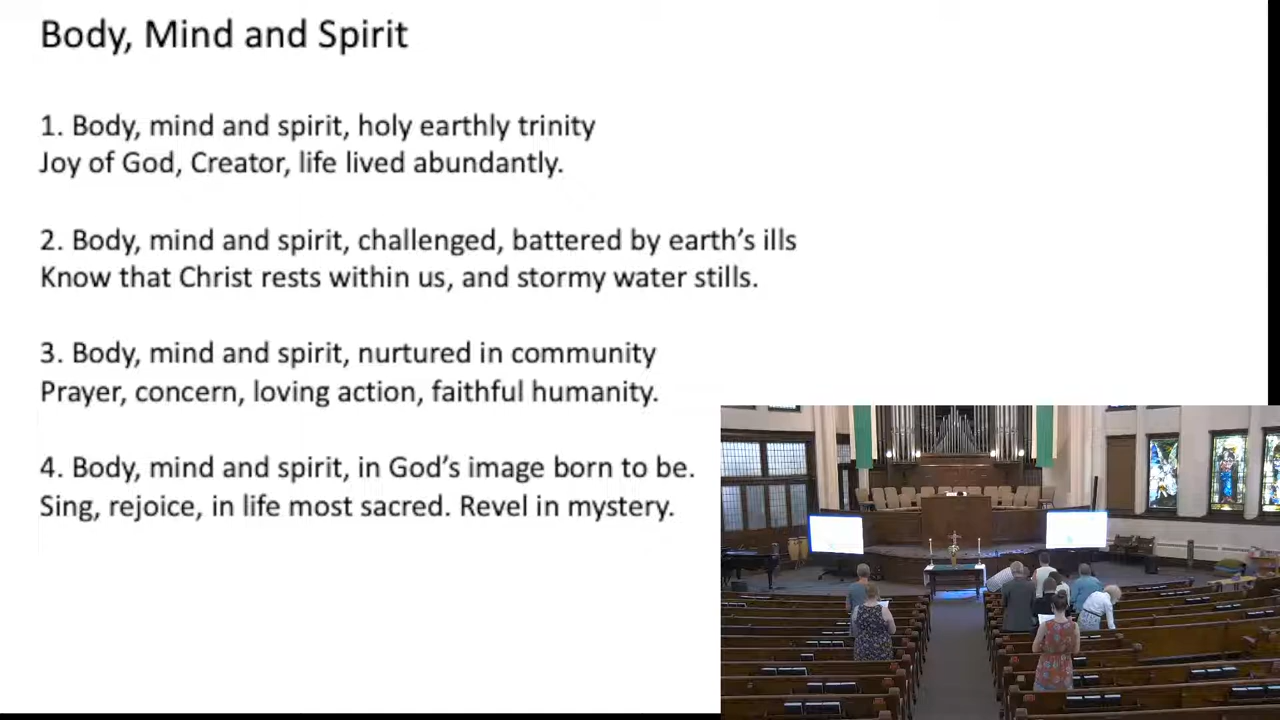 Body, Mind and Spirit
1. Body, mind and spirit, holy earthly trinity
Joy of God, Creator, life lived abundantly.
2. Body, mind and spirit, challenged, battered by earth’s ills
Know that Christ rests within us, and stormy water stills.
3. Body, mind and spirit, nurtured in community
Prayer, concern, loving action, faithful humanity.
4. Body, mind and spirit, in God’s image born to be.
Sing, rejoice, in life most sacred. Revel in mystery.